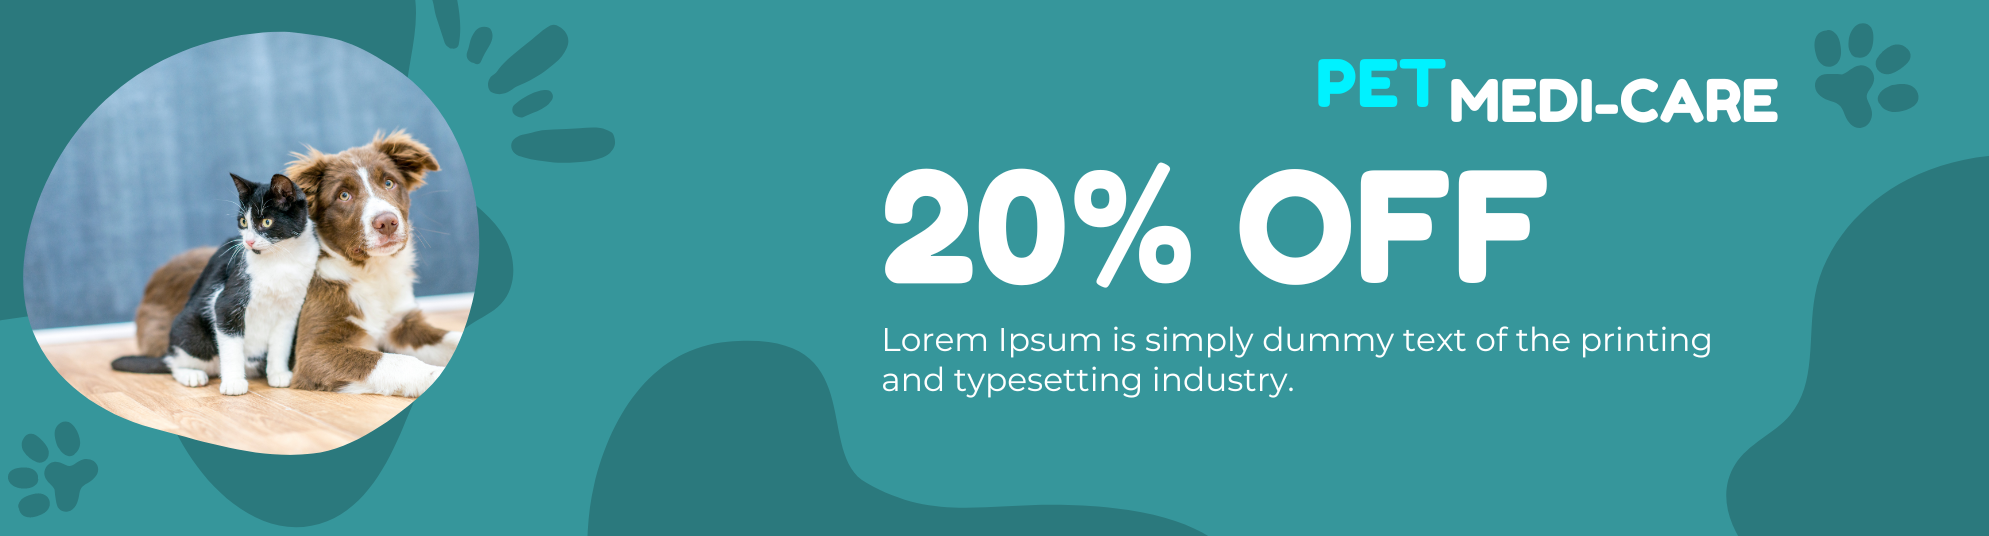 PET MEDI-CARE
20% OFF
Lorem Ipsum is simply dummy text of the printing
and typesetting industry.